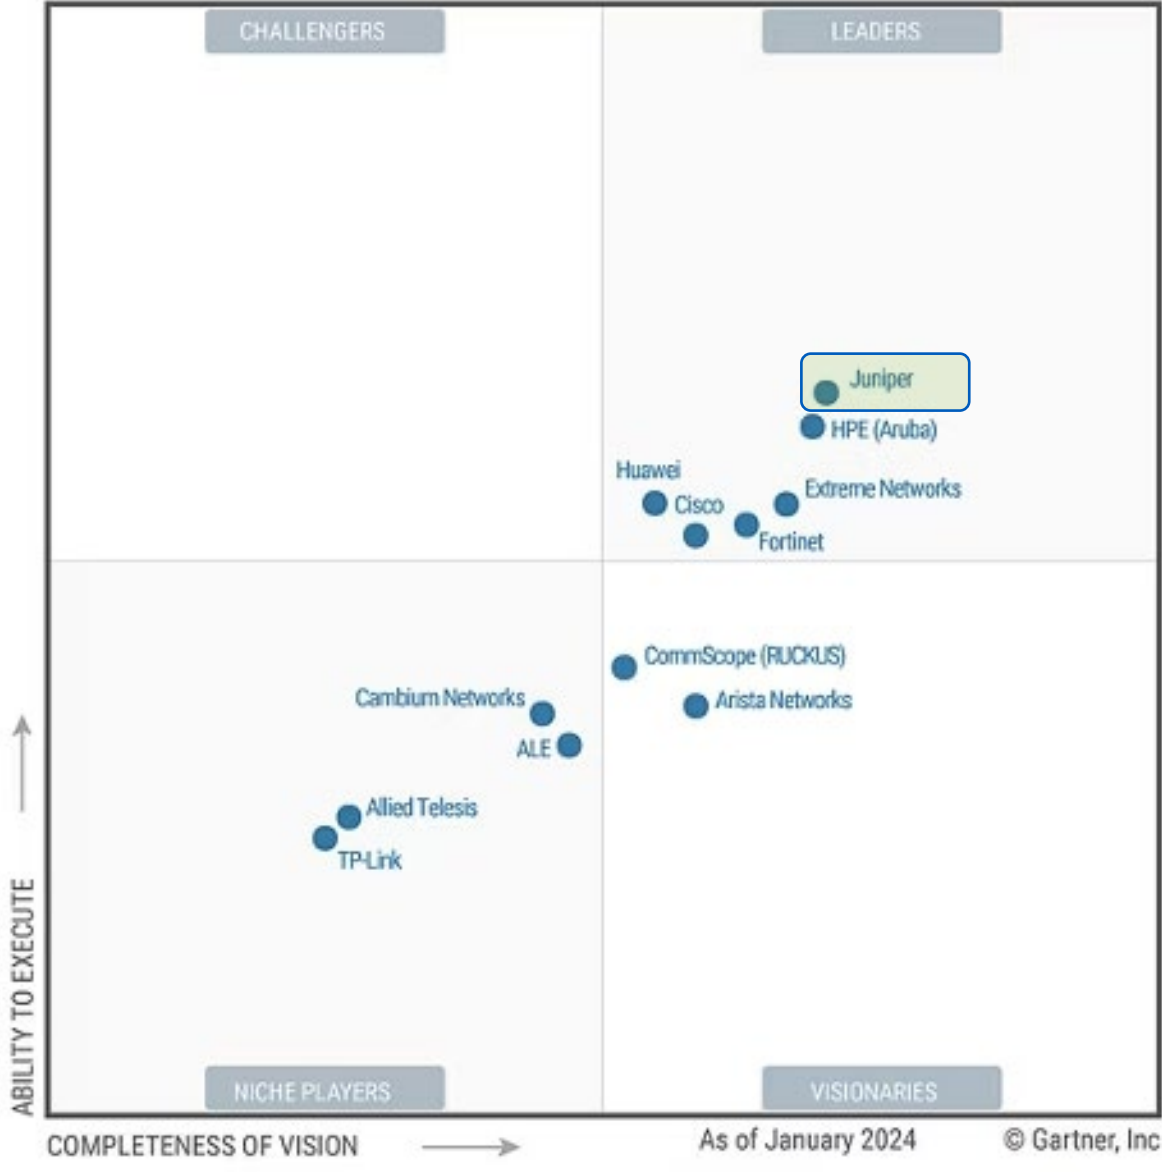 CHALLENGERS
LEADERS
Juniper
HPE (Aruba)
Huawei
Extreme Networks
Cisco
Fortinet
CommScope (RUCKUS)
Cambium Networks
Arista Networks
ALE
Allied Telesis
TP-Link
ABILITY TO EXECUTE
NICHE PLAYERS
VISIONARIES
COMPLETENESS OF VISION
As of January 2024
© Gartner, Inc